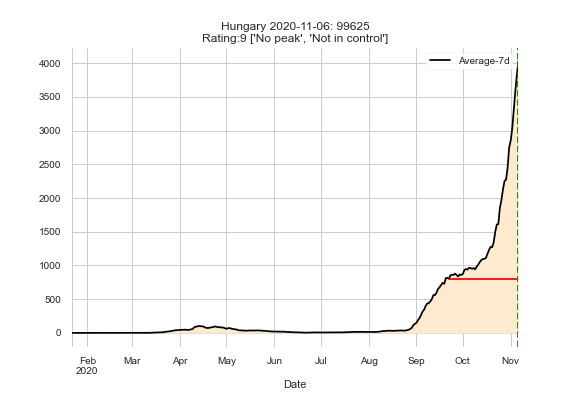 Hungary 2020-11-06: 99625
Rating:9 ['No peak', 'Not in control']
Average-7d
4000
3500
3000
2500
2000
1500
1000
500
0
Feb Mar Apr May Jun Jul Aug Sep Oct Nov
2020
Date